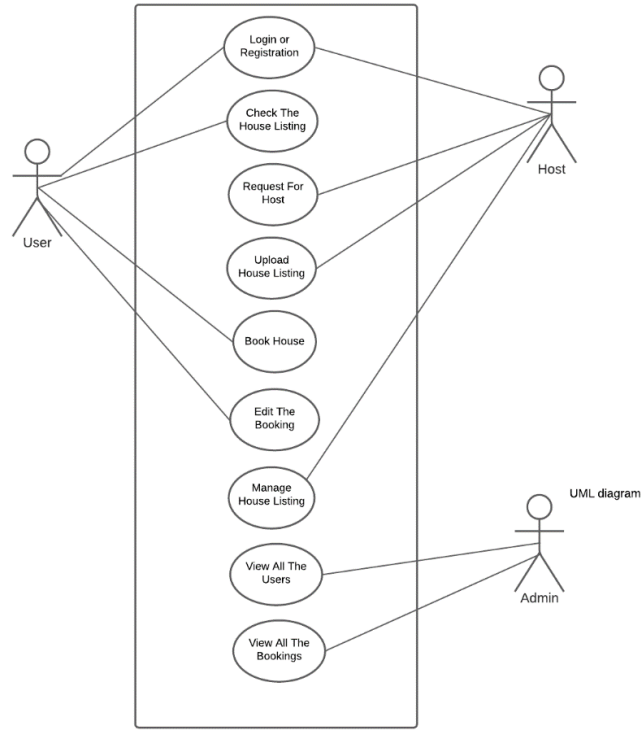 Login or
Registration
Check The
House Listing
Host
Request For
Host
User
Upload
House Listing
Book House
Edit The
Booking
Manage
House Listing
UML diagram
View All The
Users
Admin
View All The
Bookings